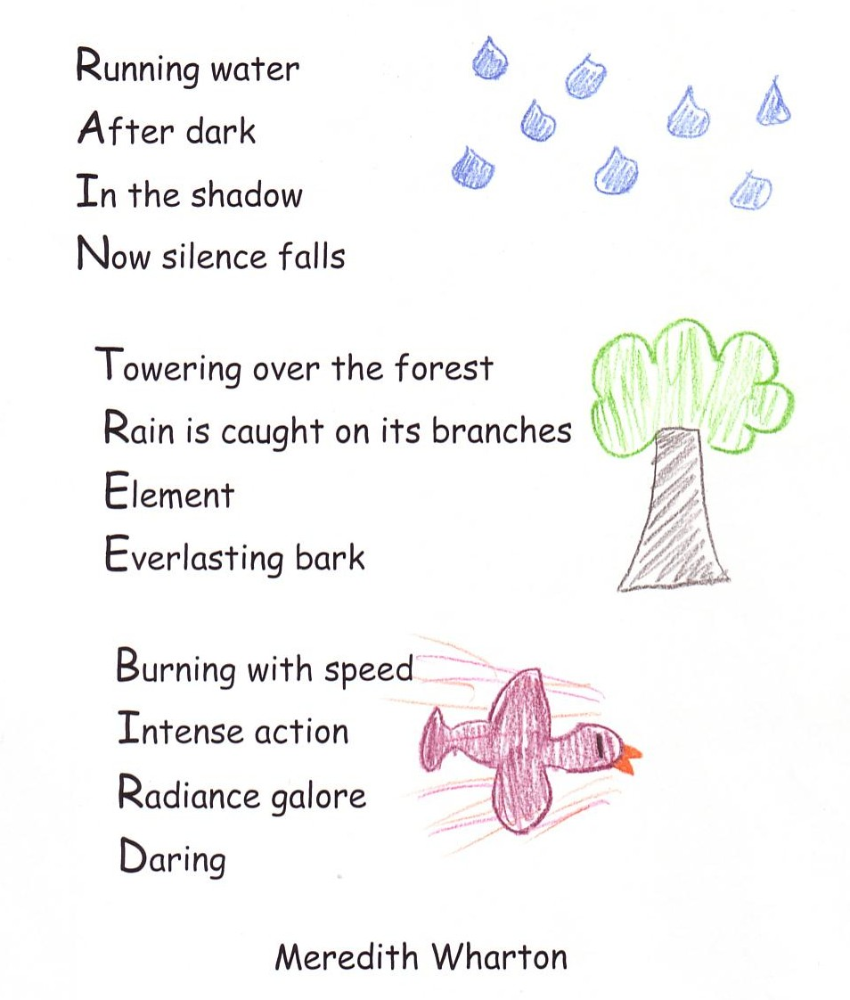 Running water
After dark
In the shadow
Now silence falls
Towering over the forest
Rain is caught on its branches
Element
Everlasting bark
Burning with speed
Intense action
Radiance galore
Daring
Meredith Wharton